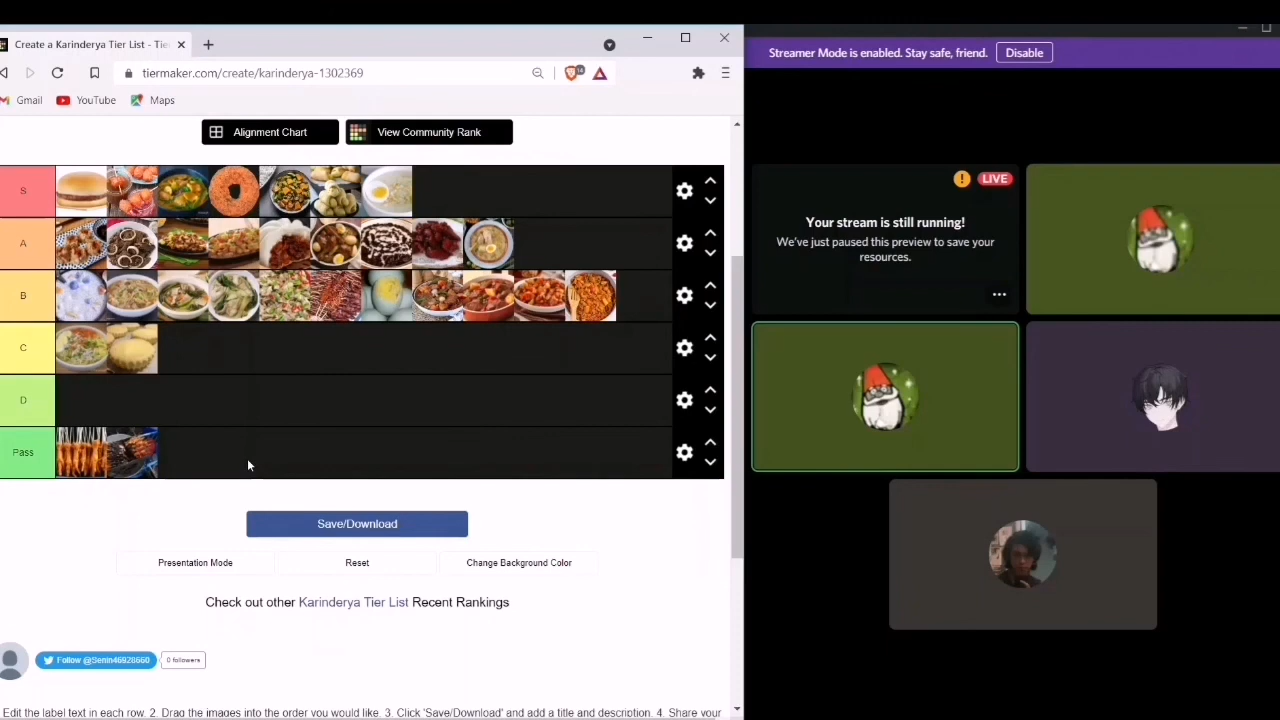 Create a Karinderya Tier List - Tie
tiermaker.com/create/karinderya-1302369
14
Gmail
YouTube
Maps
Alignment Chart
View Community Rank
S
A
B
C
D
Pass
Save/Download
Presentation Mode
Reset
Change Background Color
Check out other Karinderya Tier List Recent Rankings
Follow @Senin46928660
0 followers
Edit the label text in each row. 2. Drag the images into the order you would like. 3. Click 'Save/Download' and add a title and description. 4. Share your
Streamer Mode is enabled. Stay safe, friend.
Disable
LIVE
Your stream is still running!
We've just paused this preview to save your
resources.